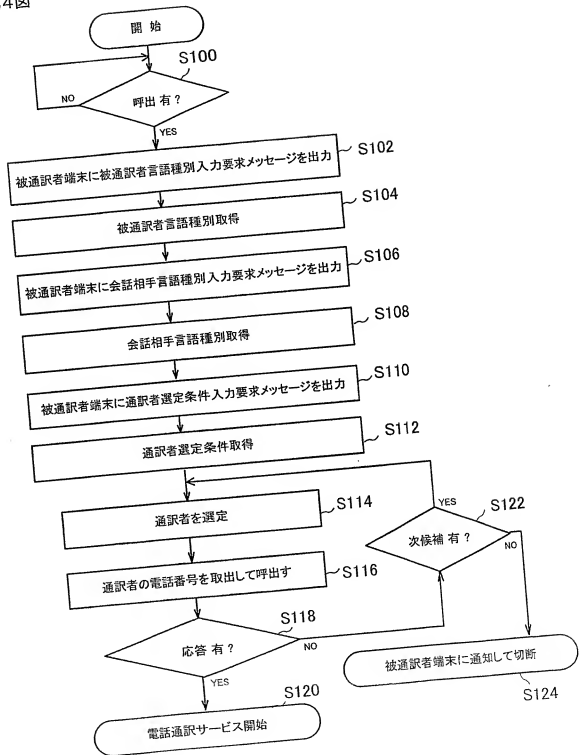 4図
開 始
S100
呼出 有?
NO
YES
被通訳者端末に被通訳者言語種別入力要求メッセージを出力
S102
被通訳者言語種別取得
S104
被通訳者端末に会話相手言語種別入力要求メッセージを出力
S106
会話相手言語種別取得
S108
被通訳者端末に通訳者選定条件入力要求メッセージを出力
S110
通訳者選定条件取得
S112
通訳者を選定
S114
通訳者の電話番号を取出して呼出す
S116
応答 有?
S118
NO
YES
電話通訳サービス開始
S120
次候補 有?
S122
YES
NO
被通訳者端末に通知して切断
S124